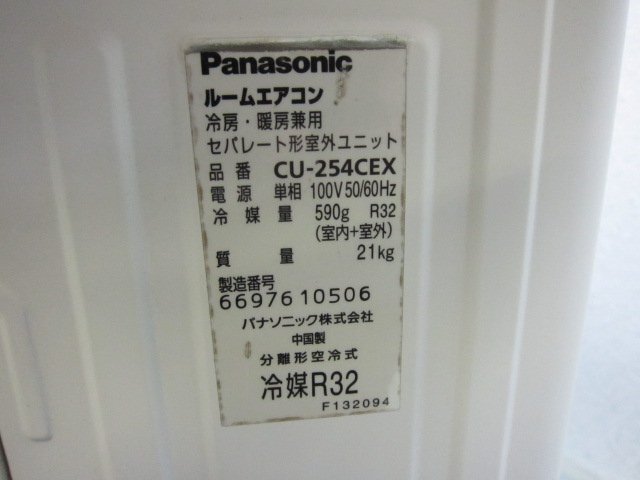 Panasonic
ルームエアコン
冷房・暖房兼用
セパレート形室外ユニット
品番 CU-254CEX
電源 単相 100V 50/60Hz
冷媒量 590g R32
(室内+室外)
質量 21kg
製造番号
6697610506
パナソニック株式会社
中国製
分離形空冷式
冷媒R32
F132094